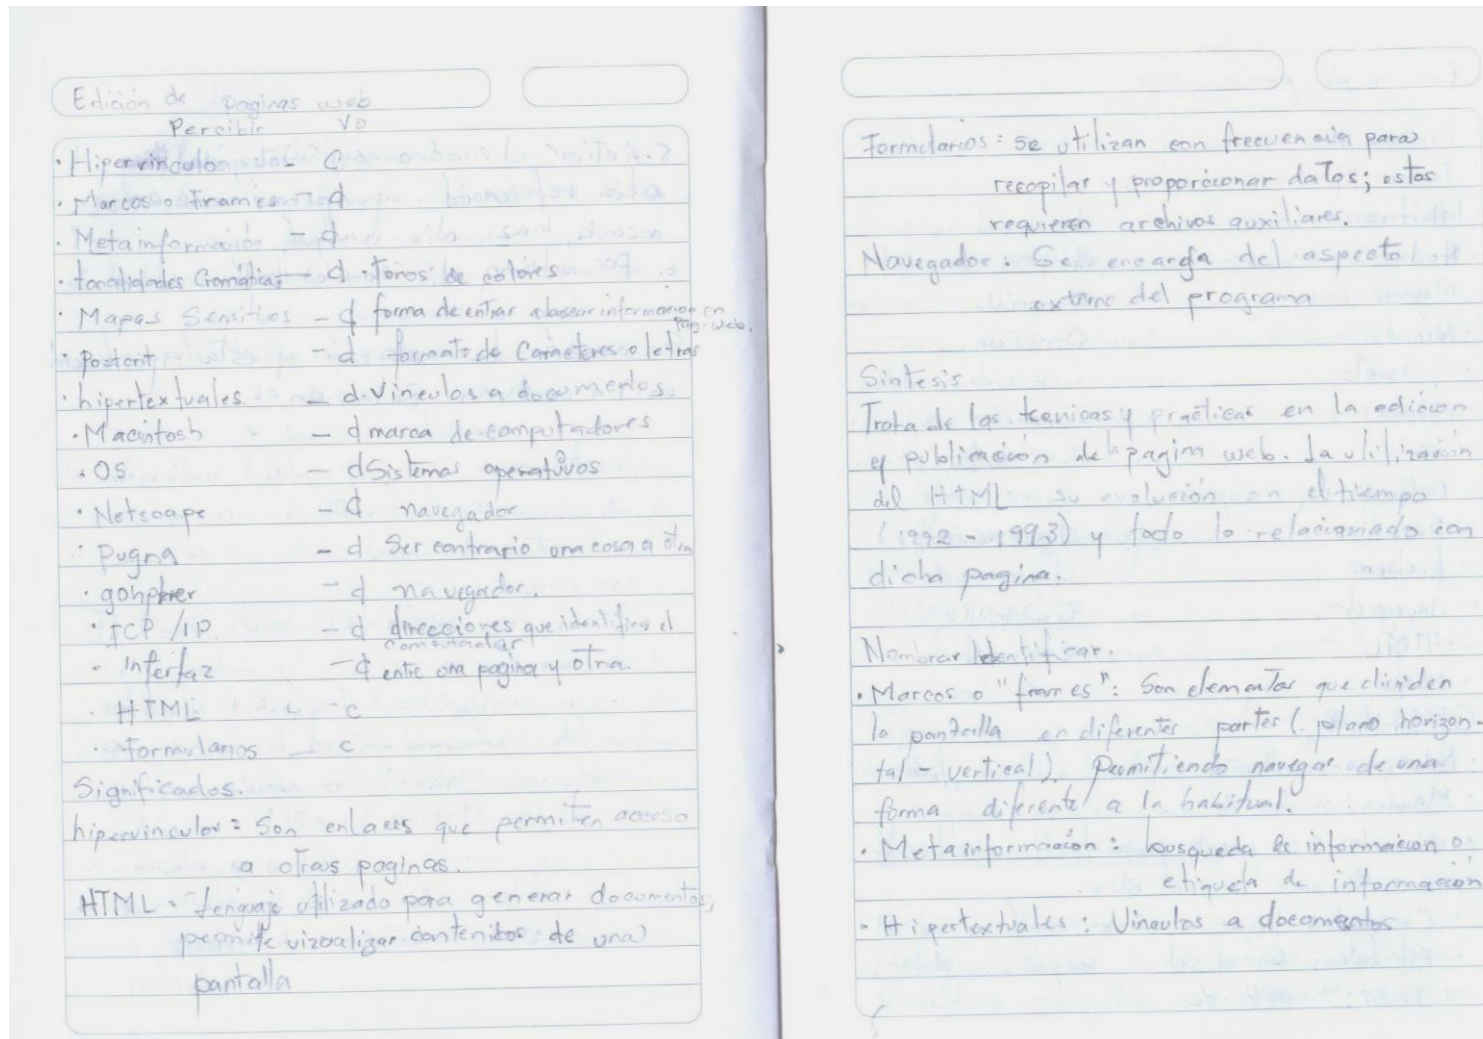 Edición de paginas web
Percibir Vo
· Hipervinculon - C
· Marcos o Frames - d
· Metainformación - d
· tonalidades Cromáticas - d · Tonos de colores
· Mapas Sensitivos - d forma de entrar a buscar informacion en
Pag. web.
· Postcrit - d formato de Carácteres o letras
· hipertextuales - d · Vinculos a documentos
· Macintosh - d marca de computadores
· OS - d Sistemas operativos
· Netscape - d navegador
· pugna - d Ser contrario una cosa a otra
· gohpher - d navegador.
· TCP/IP - d direcciones que identifica el
computador
· interfaz - d entre una pagina y otra.
· HTML - c
· Formularios - c
Significados.
hipervinculos = Son enlaces que permiten acceso
a otras paginas.
HTML = Lenguaje utilizado para generar documentos,
permite vizualizar contenidos de una
pantalla
Formularios = se utilizan con frecuencia para
recopilar y proporcionar datos; estos
requieren archivos auxiliares.
Navegador: Se encarga del aspecto
externo del programa
Sintesis
Trata de las tecnicas y practicas en la edicion
y publicación de la pagina web. La utilización
del HTML su evolución en el tiempo
(1992 - 1993) y todo lo relacionado con
dicha pagina.
Nombrar Identificar.
· Marcos o "frames": Son elementos que dividen
la pantalla en diferentes partes (plano horizon-
tal - vertical). Permitiendo navegar de una
forma diferente a la habitual.
· Metainformación: busqueda de informacion o
etiqueta de información
· Hipertextuales: Vinculos a documentos